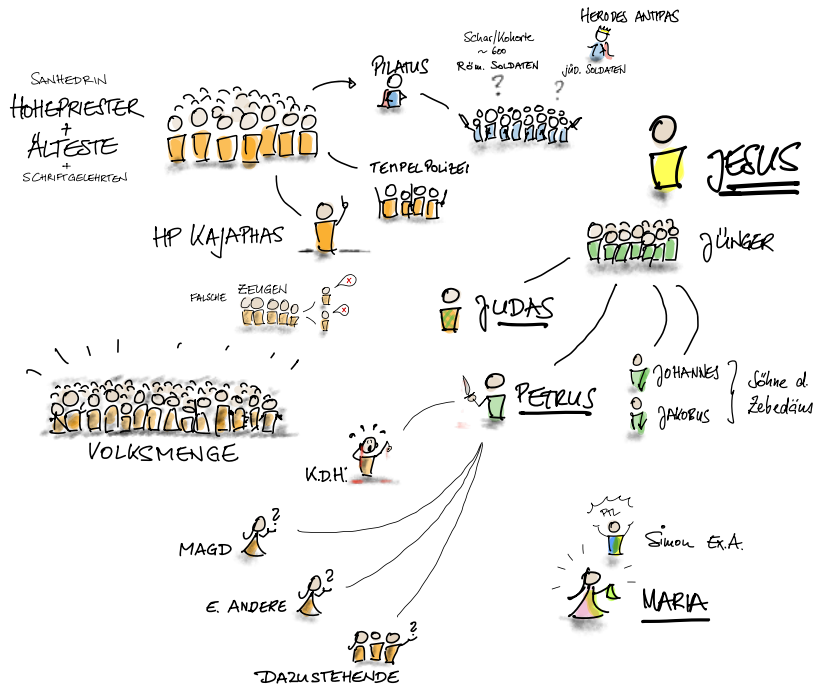 SANHEDRIN
HOHEPRIESTER
+
ÄLTESTE
+
SCHRIFTGELEHRTEN
PILATUS
Schar/Kohorte
~ 600
RÖM. SOLDATEN
?
HERODES ANTIPAS
JÜD. SOLDATEN
?
JESUS
TEMPELPOLIZEI
HP KAJAPHAS
JÜNGER
FALSCHE ZEUGEN
x
x
JUDAS
VOLKSMENGE
PETRUS
JOHANNES
JAKOBUS
Söhne d.
Zebedäus
K.D.H.
MAGD
?
E. ANDERE
?
DAZUSTEHENDE
?
Simon Ex.A.
MARIA